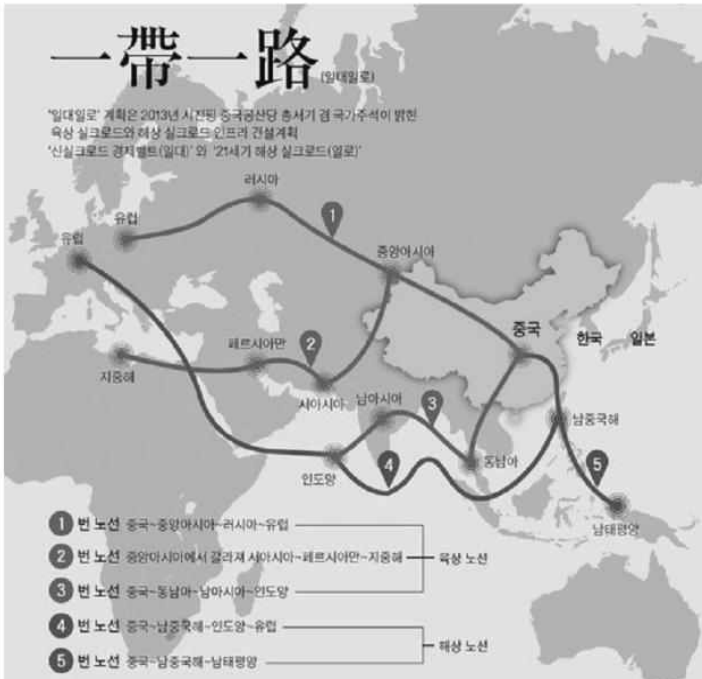 一帶一路(일대일로)
'일대일로' 계획은 2013년 시진핑 중국공산당 총서기 겸 국가주석이 밝힌
육상 실크로드와 해상 실크로드 인프라 건설계획
'신실크로드 경제벨트(일대)' 와 '21세기 해상 실크로드(일로)'
러시아
유럽
1
유럽
중앙아시아
중국
한국
일본
페르시아만
2
지중해
서아시아
남아시아
3
남중국해
인도양
4
동남아
5
남태평양
1 번 노선 중국~중앙아시아~러시아~유럽
2 번 노선 중앙아시아에서 갈라져 서아시아~페르시아만~지중해
육상 노선
3 번 노선 중국~동남아~남아시아~인도양
4 번 노선 중국~남중국해~인도양~유럽
해상 노선
5 번 노선 중국~남중국해~남태평양